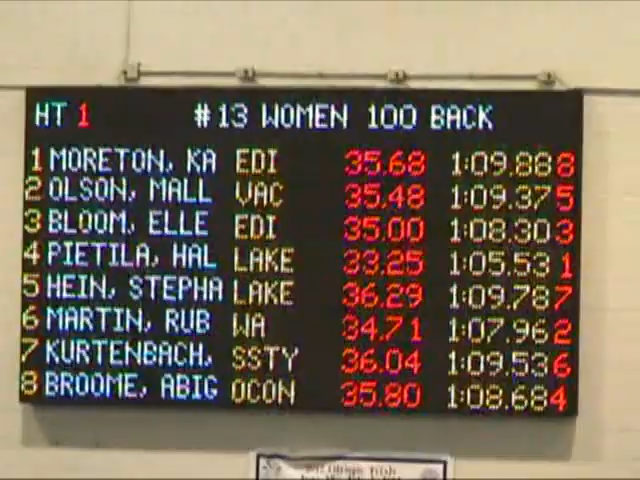 HT 1 #13 WOMEN 100 BACK
1 MORETON, KA EDI 35.68 1:09.88 8
2 OLSON, MALL VAC 35.48 1:09.37 5
3 BLOOM, ELLE EDI 35.00 1:08.30 3
4 PIETILA, HAL LAKE 33.25 1:05.53 1
5 HEIN, STEPHA LAKE 36.29 1:09.78 7
6 MARTIN, RUB WA 34.71 1:07.96 2
7 KURTENBACH, SSTY 36.04 1:09.53 6
8 BROOME, ABIG OCON 35.80 1:08.68 4